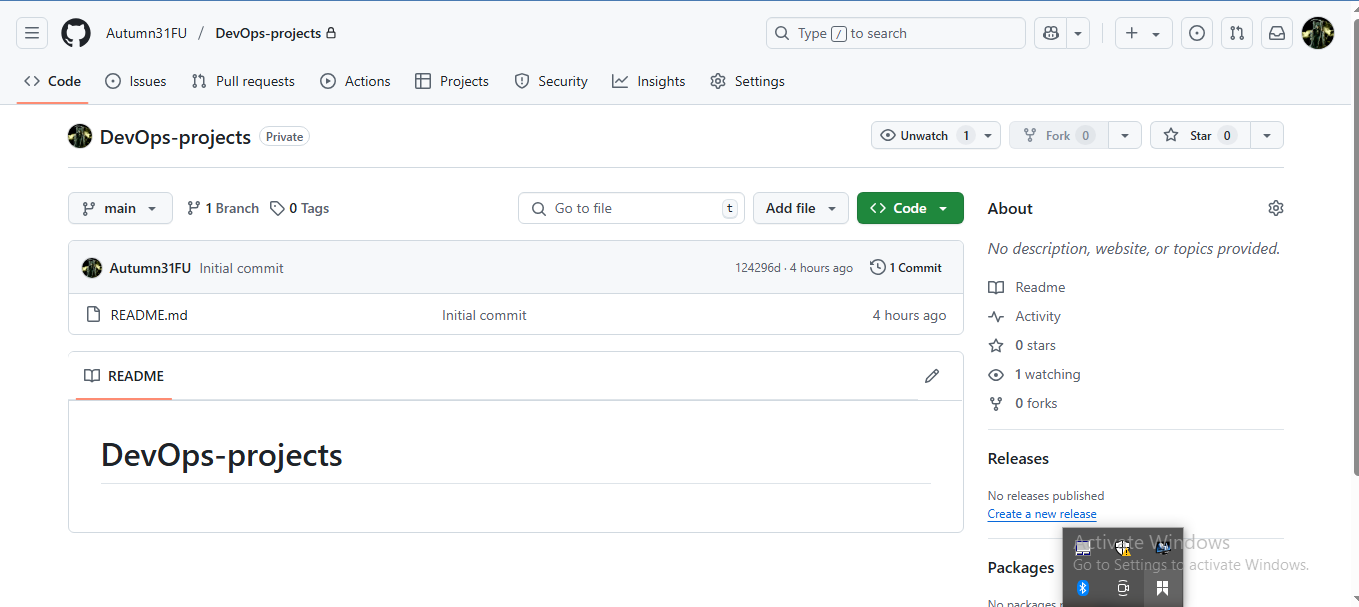 Autumn31FU / DevOps-projects
Type / to search
Code Issues Pull requests Actions Projects Security Insights Settings
DevOps-projects Private
Unwatch 1 Fork 0 Star 0
main 1 Branch 0 Tags
Go to file t Add file Code
About
No description, website, or topics provided.
Autumn31FU Initial commit 124296d · 4 hours ago 1 Commit
README.md Initial commit 4 hours ago
Readme
Activity
0 stars
1 watching
0 forks
README
DevOps-projects
Releases
No releases published
Create a new release
Activate Windows
Go to Settings to activate Windows.
Packages
No packages